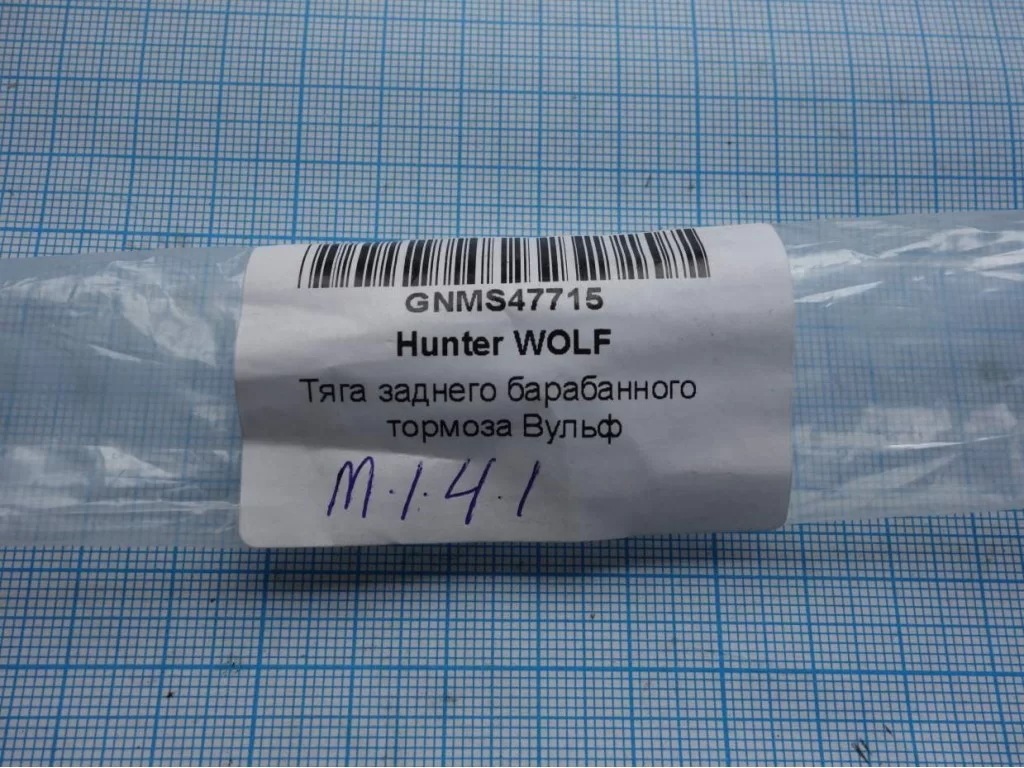 GNMS47715
Hunter WOLF
Тяга заднего барабанного
тормоза Вульф
М.1.4.1